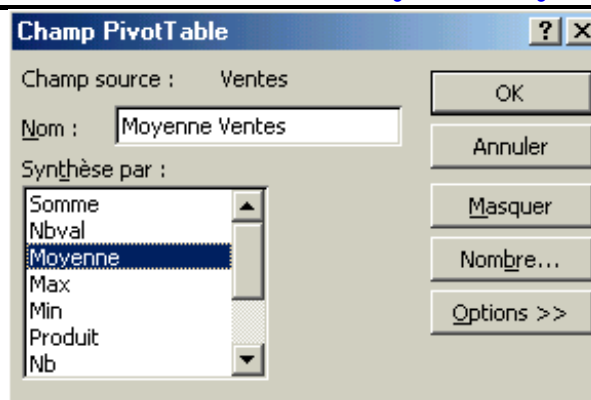 Champ PivotTable
Champ source : Ventes
OK
Nom : Moyenne Ventes
Annuler
Synthèse par :
Somme
Nbval
Moyenne
Max
Min
Produit
Nb
Masquer
Nombre...
Options >>